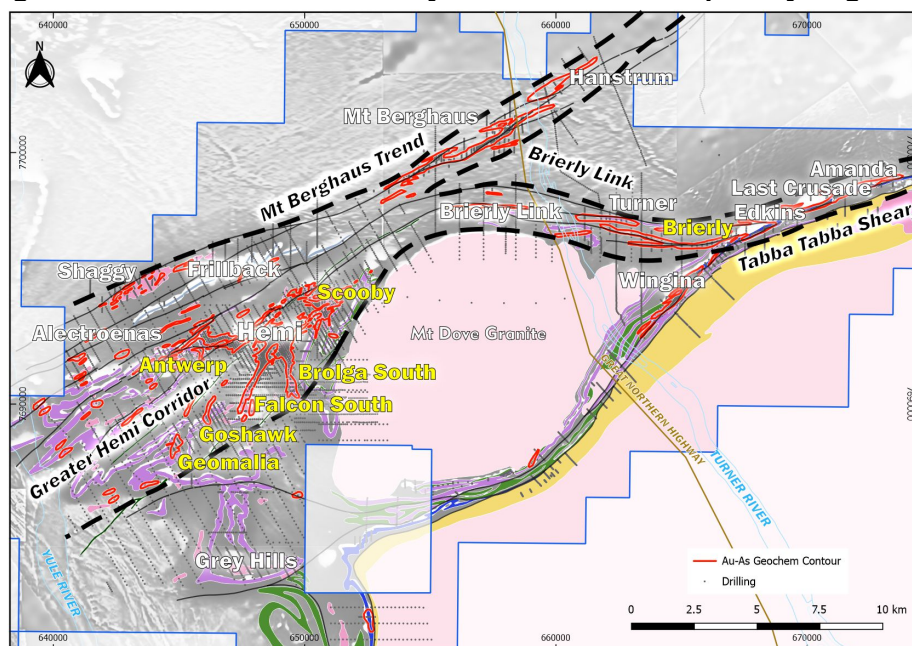 640000
650000
660000
670000
N
Hanstrum
Mt Berghaus
7700000
7700000
Mt Berghaus Trend
Brierly Link
Amanda
Last Crusade
Turner
Brierly Link
Brierly
Edkins
Tabba Tabba Shear
Shaggy
Frillback
Wingina
Scooby
Alectroenas
Hemi
Mt Dove Granite
Antwerp
Brolga South
Falcon South
7690000
7690000
GREAT NORTHERN HIGHWAY
Goshawk
Greater Hemi Corridor
Geomalia
TURNER RIVER
YULE RIVER
Grey Hills
Au-As Geochem Contour
Drilling
0 2.5 5 7.5 10 km
640000
650000
660000
670000